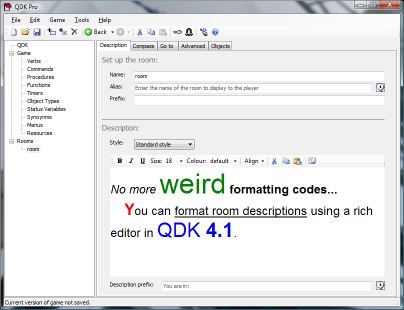 QDK Pro
File Edit Game Tools Help
Back
QDK
Game
Verbs
Commands
Procedures
Functions
Timers
Object Types
Status Variables
Synonyms
Menus
Resources
Rooms
room
Description Compass Go to Advanced Objects
Set up the room:
Name: room
Alias: Enter the name of the room to display to the player
Prefix:
Description:
Style: Standard style
B I U Size: 18 Colour: default Align
No more weird formatting codes...
You can format room descriptions using a rich
editor in QDK 4.1.
Description prefix: You are in:
Current version of game not saved.